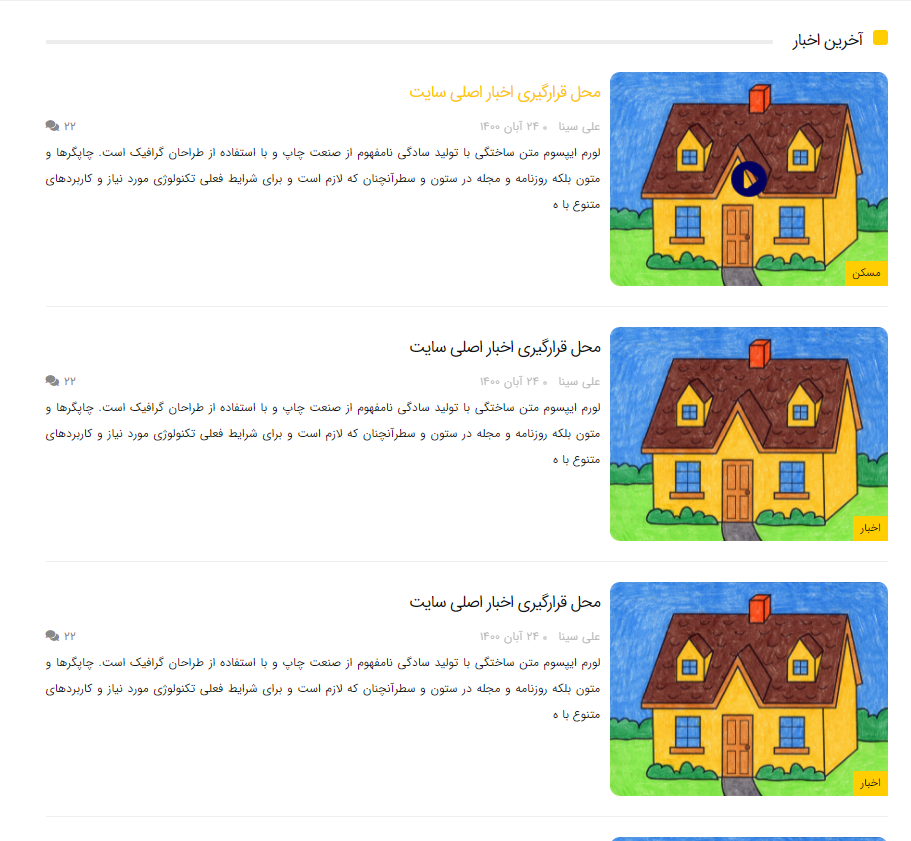 آخرین اخبار
محل قرارگیری اخبار اصلی سایت
علی سینا • ۲۴ آبان ۱۴۰۰
۲۲
لورم ایپسوم متن ساختگی با تولید سادگی نامفهوم از صنعت چاپ و با استفاده از طراحان گرافیک است. چاپگرها و
متون بلکه روزنامه و مجله در ستون و سطرآنچنان که لازم است و برای شرایط فعلی تکنولوژی مورد نیاز و کاربردهای
متنوع با ه
مسکن
محل قرارگیری اخبار اصلی سایت
علی سینا • ۲۴ آبان ۱۴۰۰
۲۲
لورم ایپسوم متن ساختگی با تولید سادگی نامفهوم از صنعت چاپ و با استفاده از طراحان گرافیک است. چاپگرها و
متون بلکه روزنامه و مجله در ستون و سطرآنچنان که لازم است و برای شرایط فعلی تکنولوژی مورد نیاز و کاربردهای
متنوع با ه
اخبار
محل قرارگیری اخبار اصلی سایت
علی سینا • ۲۴ آبان ۱۴۰۰
۲۲
لورم ایپسوم متن ساختگی با تولید سادگی نامفهوم از صنعت چاپ و با استفاده از طراحان گرافیک است. چاپگرها و
متون بلکه روزنامه و مجله در ستون و سطرآنچنان که لازم است و برای شرایط فعلی تکنولوژی مورد نیاز و کاربردهای
متنوع با ه
اخبار